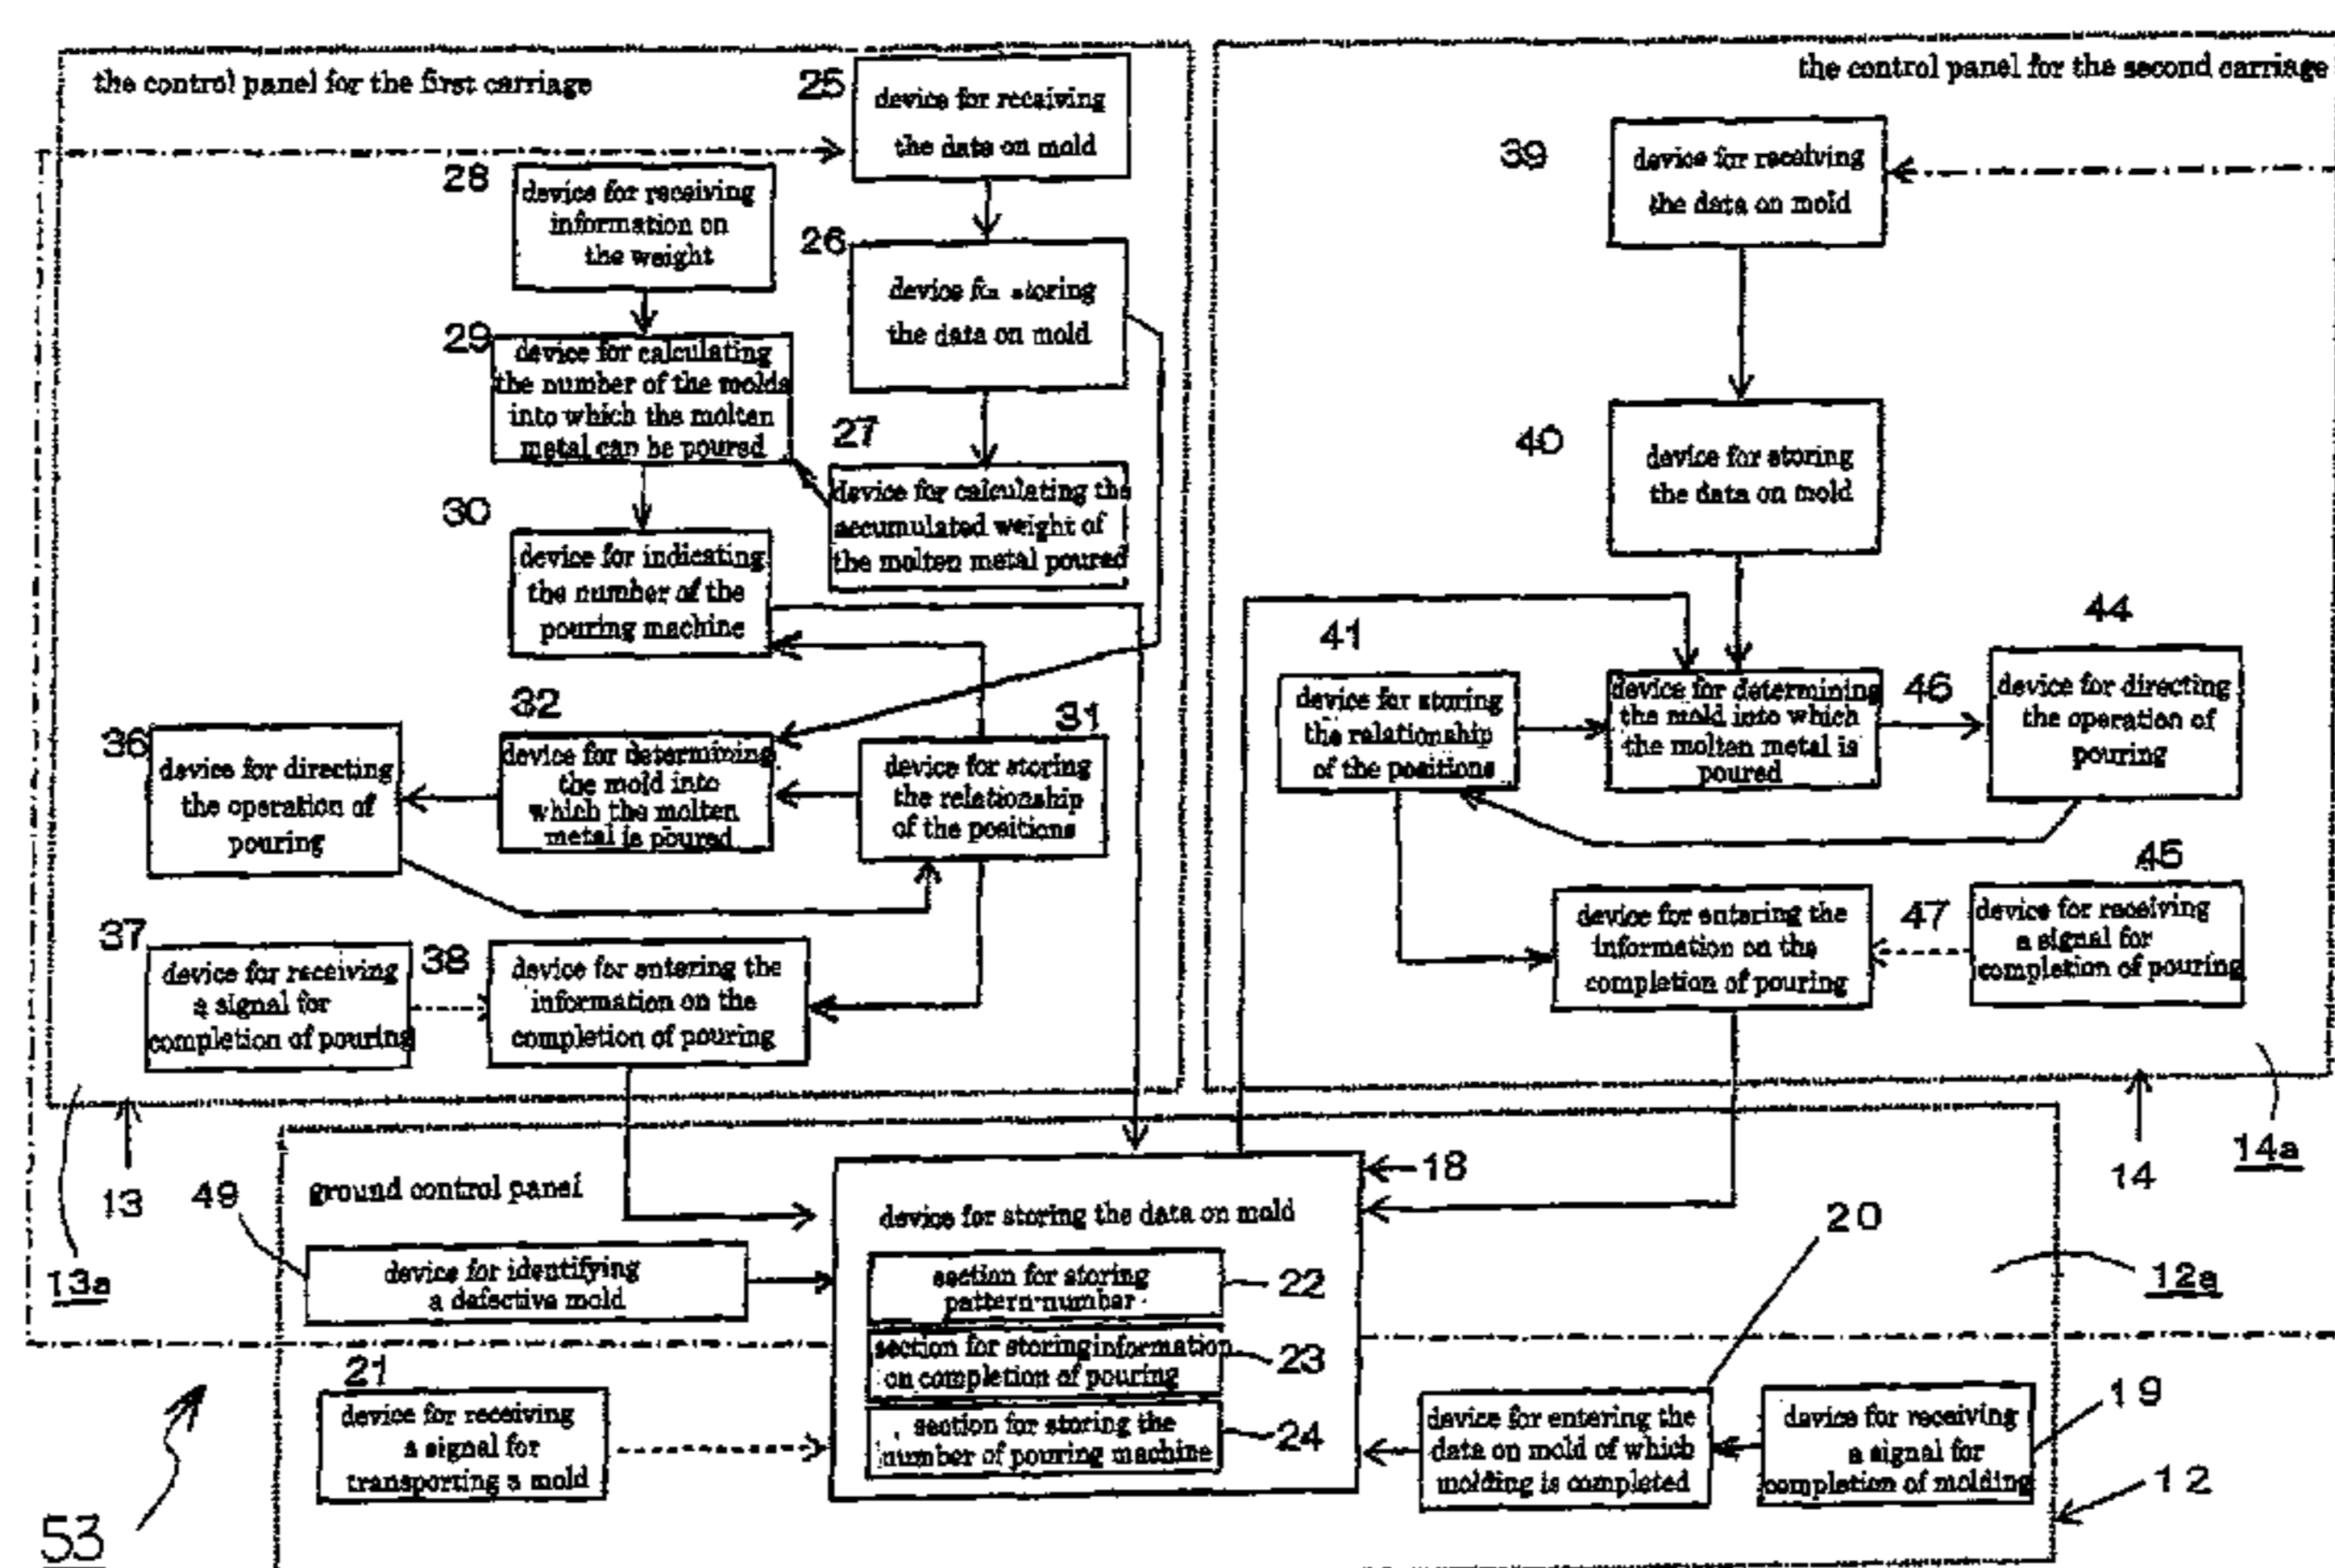 the control panel for the first carriage
25
device for receiving
the data on mold
28
device for receiving
information on
the weight
26
device for storing
the data on mold
29
device for calculating
the number of the molds
into which the molten
metal can be poured
27
device for calculating the
accumulated weight of
the molten metal poured
30
device for indicating
the number of the
pouring machine
32
device for determining
the mold into
which the molten
metal is poured
31
device for storing
the relationship
of the positions
36
device for directing
the operation of
pouring
37
device for receiving
a signal for
completion of pouring
38
device for entering the
information on the
completion of pouring
13
13a
the control panel for the second carriage
39
device for receiving
the data on mold
40
device for storing
the data on mold
41
device for storing
the relationship
of the positions
device for determining
the mold into which
the molten metal is
poured
46
44
device for directing
the operation of
pouring
45
device for receiving
a signal for
completion of pouring
47
device for entering the
information on the
completion of pouring
14
14a
ground control panel
49
device for identifying
a defective mold
18
device for storing the data on mold
section for storing
pattern number
22
section for storing information
on completion of pouring
23
section for storing the
number of pouring machine
24
21
device for receiving
a signal for
transporting a mold
20
device for entering the
data on mold of which
molding is completed
device for receiving
a signal for
completion of molding
19
12a
12
53